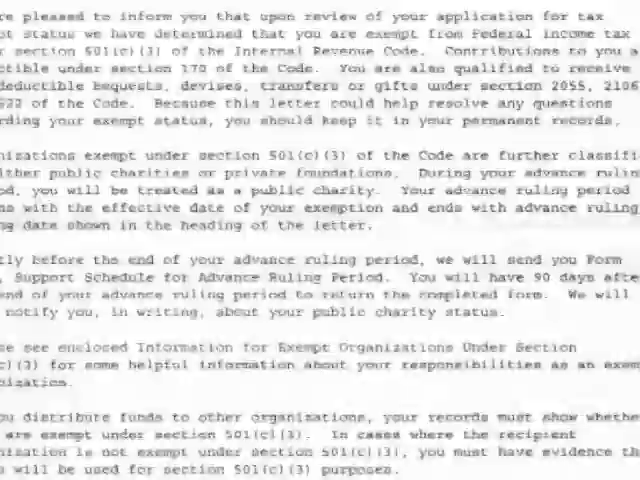 re pleased to inform you that upon review of your application for tax
pt status we have determined that you are exempt from Federal income tax
r section 501(c)(3) of the Internal Revenue Code.  Contributions to you a
ctible under section 170 of the Code.  You are also qualified to receive
deductible bequests, devises, transfers or gifts under section 2055, 2106
522 of the Code.  Because this letter could help resolve any questions
rding your exempt status, you should keep it in your permanent records.
nizations exempt under section 501(c)(3) of the Code are further classifi
ither public charities or private foundations.  During your advance rulin
od, you will be treated as a public charity.  Your advance ruling period
ns with the effective date of your exemption and ends with advance ruling
ng date shown in the heading of the letter.
tly before the end of your advance ruling period, we will send you Form
, Support Schedule for Advance Ruling Period.  You will have 90 days afte
end of your advance ruling period to return the completed form.  We will
notify you, in writing, about your public charity status.
se see enclosed Information for Exempt Organizations Under Section
c)(3) for some helpful information about your responsibilities as an exem
nization.
ou distribute funds to other organizations, your records must show whethe
are exempt under section 501(c)(3).  In cases where the recipient
nization is not exempt under section 501(c)(3), you must have evidence th
s will be used for section 501(c)(3) purposes.